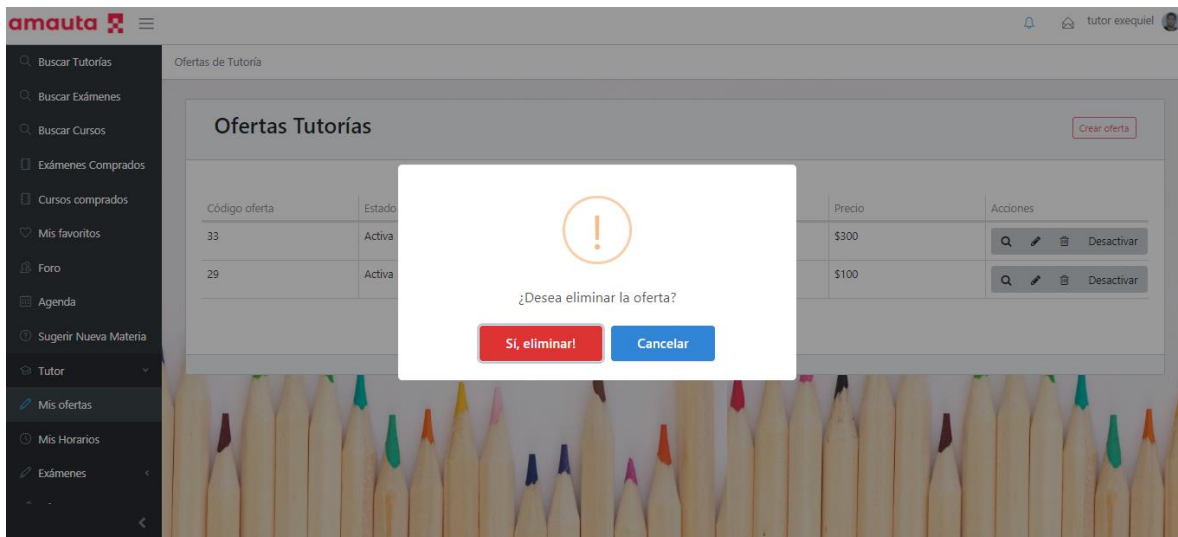 amauta
tutor exequiel
Buscar Tutorías
Ofertas de Tutoría
Buscar Exámenes
Buscar Cursos
Ofertas Tutorías
Crear oferta
Exámenes Comprados
Cursos comprados
Código oferta
Estado
Precio
Acciones
Mis favoritos
33
Activa
$300
Desactivar
Foro
29
Activa
$100
Desactivar
!
¿Desea eliminar la oferta?
Agenda
Sugerir Nueva Materia
Sí, eliminar!
Cancelar
Tutor
Mis ofertas
Mis Horarios
Exámenes